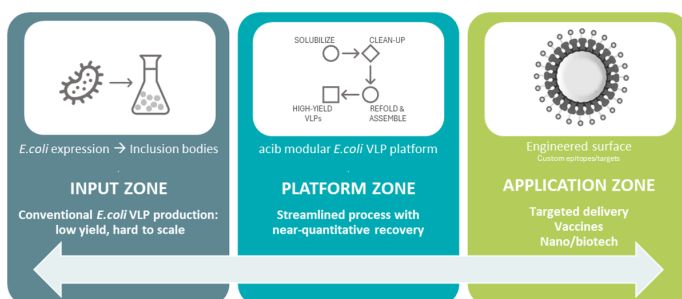 SOLUBILIZE
CLEAN-UP
HIGH-YIELD
VLPs
REFOLD &
ASSEMBLE
E.coli expression → Inclusion bodies
INPUT ZONE
Conventional E.coli VLP production:
low yield, hard to scale
acib modular E.coli VLP platform
PLATFORM ZONE
Streamlined process with
near-quantitative recovery
Engineered surface
Custom epitopes/targets
APPLICATION ZONE
Targeted delivery
Vaccines
Nano/biotech